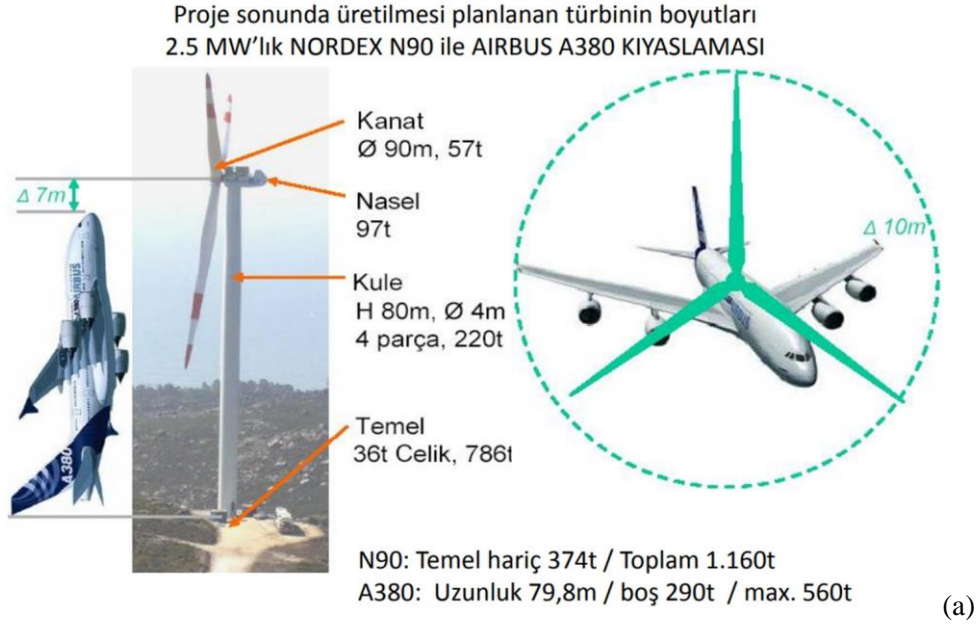 Proje sonunda üretilmesi planlanan türbinin boyutları
2.5 MW’lık NORDEX N90 ile AIRBUS A380 KIYASLAMASI
Kanat
Ø 90m, 57t
Δ 7m
Nasel
97t
Δ 10m
AIRBUS
Kule
H 80m, Ø 4m
4 parça, 220t
Temel
36t Celik, 786t
A380
N90: Temel hariç 374t / Toplam 1.160t
A380: Uzunluk 79,8m / boş 290t / max. 560t
(a)